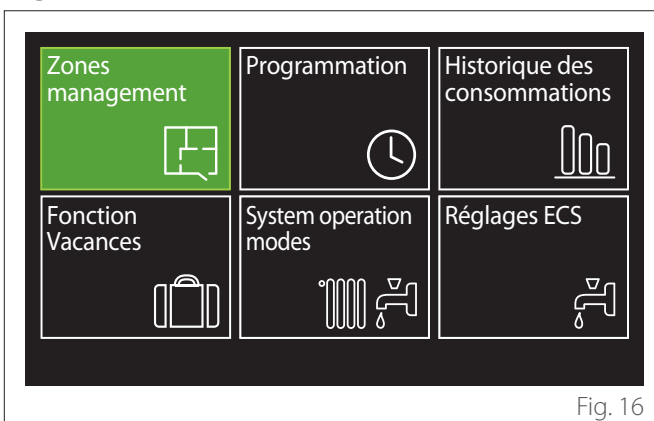 Zones
management
Programmation
Historique des
consommations
Fonction
Vacances
System operation
modes
Réglages ECS
Fig. 16